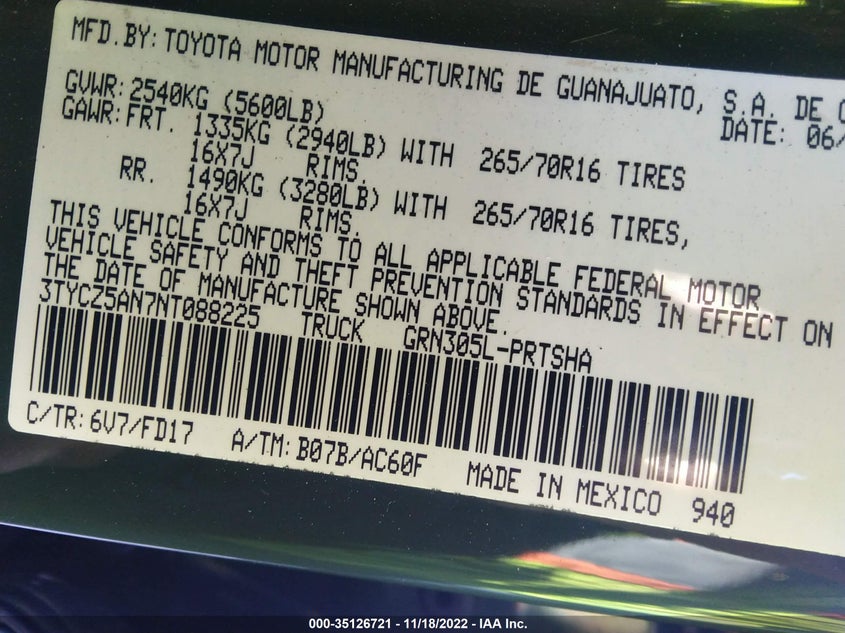 MFD.BY: TOYOTA MOTOR MANUFACTURING DE GUANAJUATO, S.A. DE C
GVWR: 2540KG (5600LB) DATE: 06/
GAWR: FRT. 1335KG (2940LB) WITH 265/70R16 TIRES
16X7J RIMS.
RR. 1490KG (3280LB) WITH 265/70R16 TIRES,
16X7J RIMS.
THIS VEHICLE CONFORMS TO ALL APPLICABLE FEDERAL MOTOR
VEHICLE SAFETY AND THEFT PREVENTION STANDARDS IN EFFECT ON
THE DATE OF MANUFACTURE SHOWN ABOVE.
3TYCZ5AN7NT088225 TRUCK GRN305L-PRTSHA
C/TR: 6V7/FD17 A/TM: B07B/AC60F MADE IN MEXICO 940
000-35126721 - 11/18/2022 - IAA Inc.